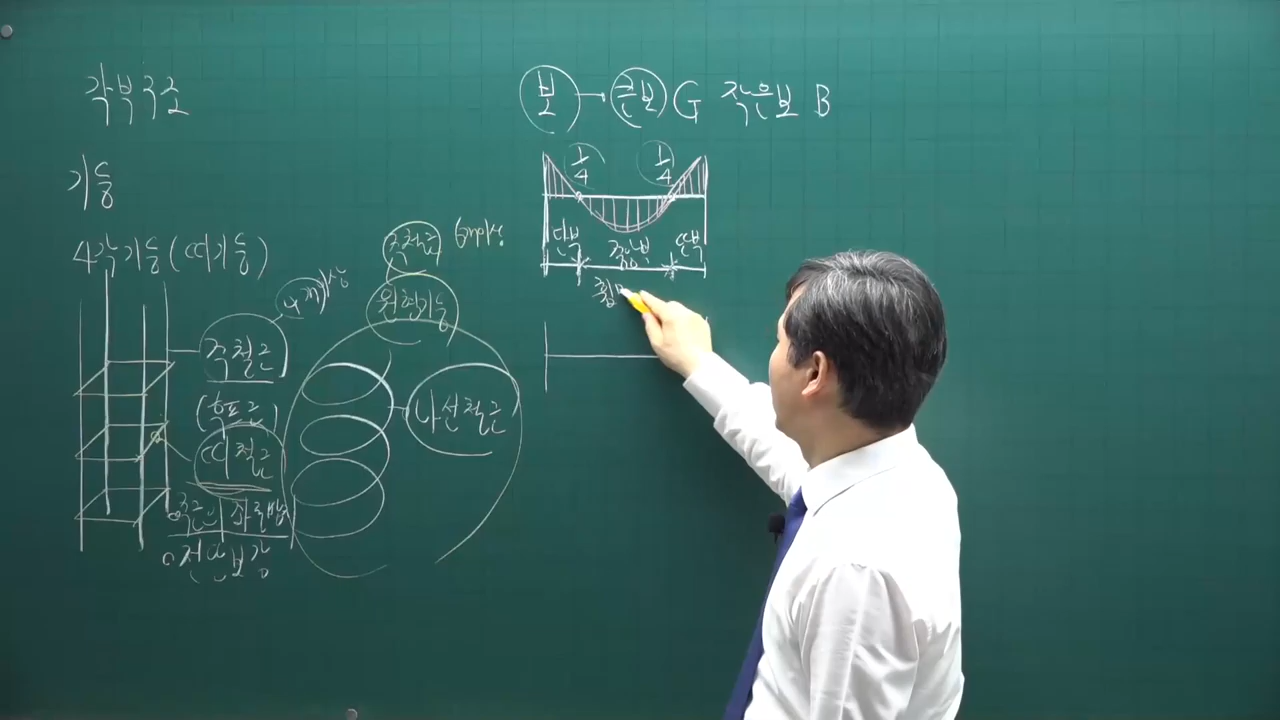 각부구조
기둥
4각기둥(띠기둥)
4개이상
주철근
(축표근)
띠철근
주근의 좌굴방
전단보강
주철근 6개이상
원형기둥
나선철근
보 → 큰보 G 작은보 B
1/4 1/4
단부 중앙부 단부
휨